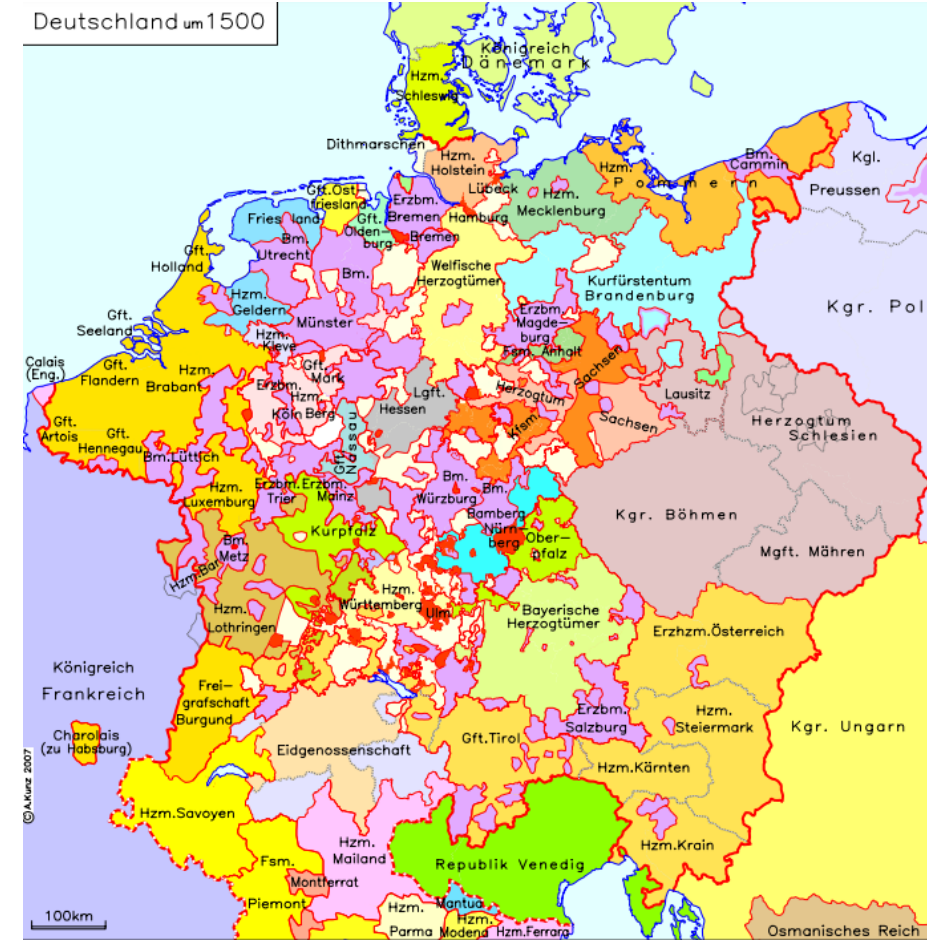 Deutschland um 1500
Königreich
Dänemark
Hzm.
Schleswig
Dithmarschen
Hzm.
Holstein
Lübeck
Hamburg
Hzm.
Mecklenburg
Hzm.
Pommern
Bm.
Cammin
Kgl.
Preussen
Gft.Ost
friesland
Friesland
Gft.
Olden-
burg
Erzbm.
Bremen
Bremen
Gft.
Holland
Bm.
Utrecht
Bm.
Münster
Welfische
Herzogtümer
Kurfürstentum
Brandenburg
Kgr. Pol
Hzm.
Geldern
Gft.
Seeland
Hzm.
Kleve
Erzbm.
Magde-
burg
Fsm. Anhalt
Calais
(Eng.)
Gft.
Flandern
Hzm.
Brabant
Gft.
Mark
Erzbm.
Köln
Hzm.
Berg
Lgft.
Hessen
Herzogtum
Sachsen
Sachsen
Kfsm.
Lausitz
Herzogtum
Schlesien
Gft.
Artois
Gft.
Hennegau
Bm.Lüttich
Gft.
Nassau
Hzm.
Luxemburg
Erzbm.
Trier
Erzbm.
Mainz
Bm.
Würzburg
Bm.
Bamberg
Nürn-
berg
Ober-
pfalz
Kurpfalz
Kgr. Böhmen
Mgft. Mähren
Bm.
Metz
Hzm.Bar
Hzm.
Lothringen
Hzm.
Württemberg
Ulm
Bayerische
Herzogtümer
Erzhzm.Österreich
Königreich
Frankreich
Frei-
grafschaft
Burgund
Charolais
(zu Habsburg)
Eidgenossenschaft
Gft.Tirol
Erzbm.
Salzburg
Hzm.
Steiermark
Kgr. Ungarn
Hzm.Kärnten
Hzm.Savoyen
Hzm.
Mailand
Hzm.Krain
Republik Venedig
Fsm.
Piemont
Montferrat
Mantua
Hzm.
Parma
Hzm.
Modena
Hzm.Ferrara
Osmanisches Reich
100km
©A.Kunz 2007